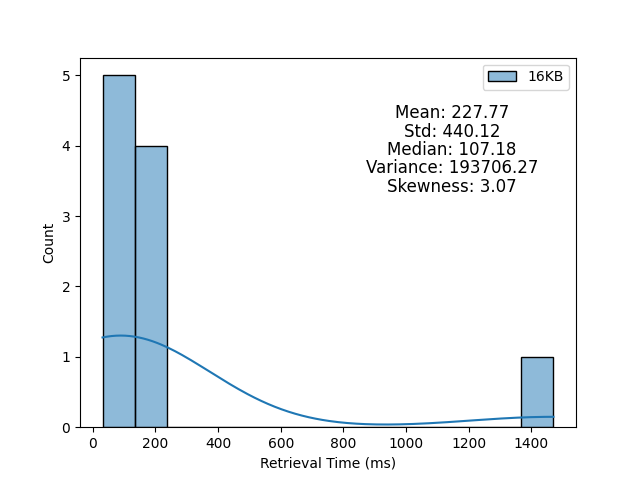 16KB
Mean: 227.77
Std: 440.12
Median: 107.18
Variance: 193706.27
Skewness: 3.07
Count
5
4
3
2
1
0
0 200 400 600 800 1000 1200 1400
Retrieval Time (ms)